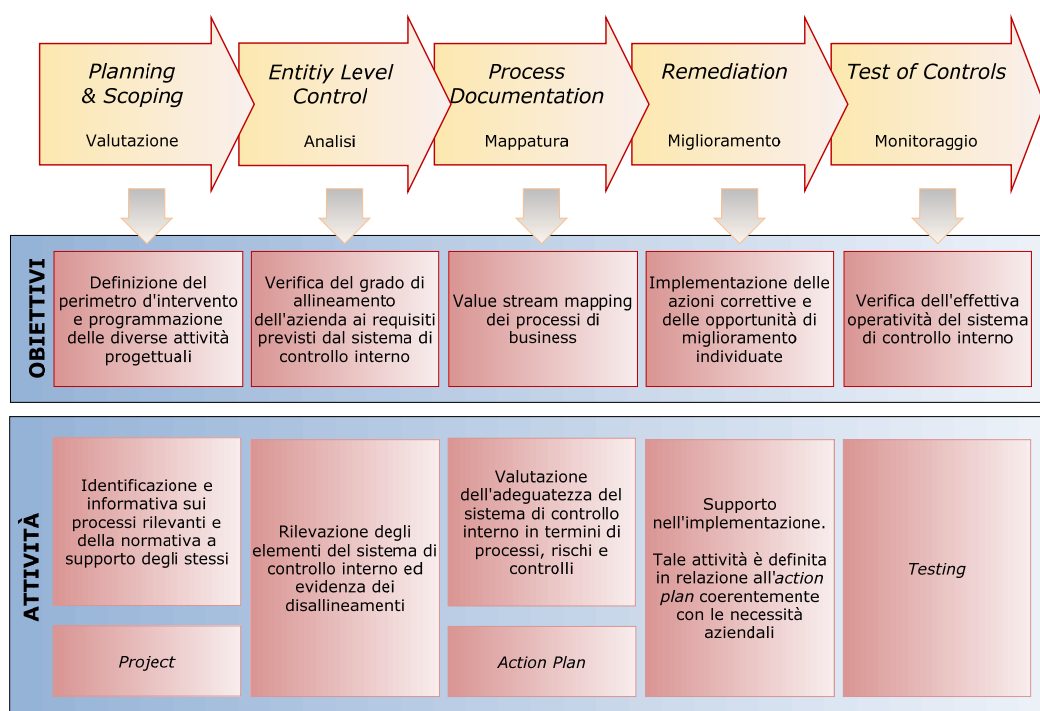 Planning
& Scoping
Valutazione
Entitiy Level
Control
Analisi
Process
Documentation
Mappatura
Remediation
Miglioramento
Test of Controls
Monitoraggio
OBIETTIVI
Definizione del
perimetro d'intervento
e programmazione
delle diverse attività
progettuali
Verifica del grado di
allineamento
dell'azienda ai requisiti
previsti dal sistema di
controllo interno
Value stream mapping
dei processi di
business
Implementazione delle
azioni correttive e
delle opportunità di
miglioramento
individuate
Verifica dell'effettiva
operatività del sistema
di controllo interno
ATTIVITÀ
Identificazione e
informativa sui
processi rilevanti e
della normativa a
supporto degli stessi
Project
Rilevazione degli
elementi del sistema di
controllo interno ed
evidenza dei
disallineamenti
Valutazione
dell'adeguatezza del
sistema di controllo
interno in termini di
processi, rischi e
controlli
Action Plan
Supporto
nell'implementazione.
Tale attività è definita
in relazione all'action
plan coerentemente
con le necessità
aziendali
Testing